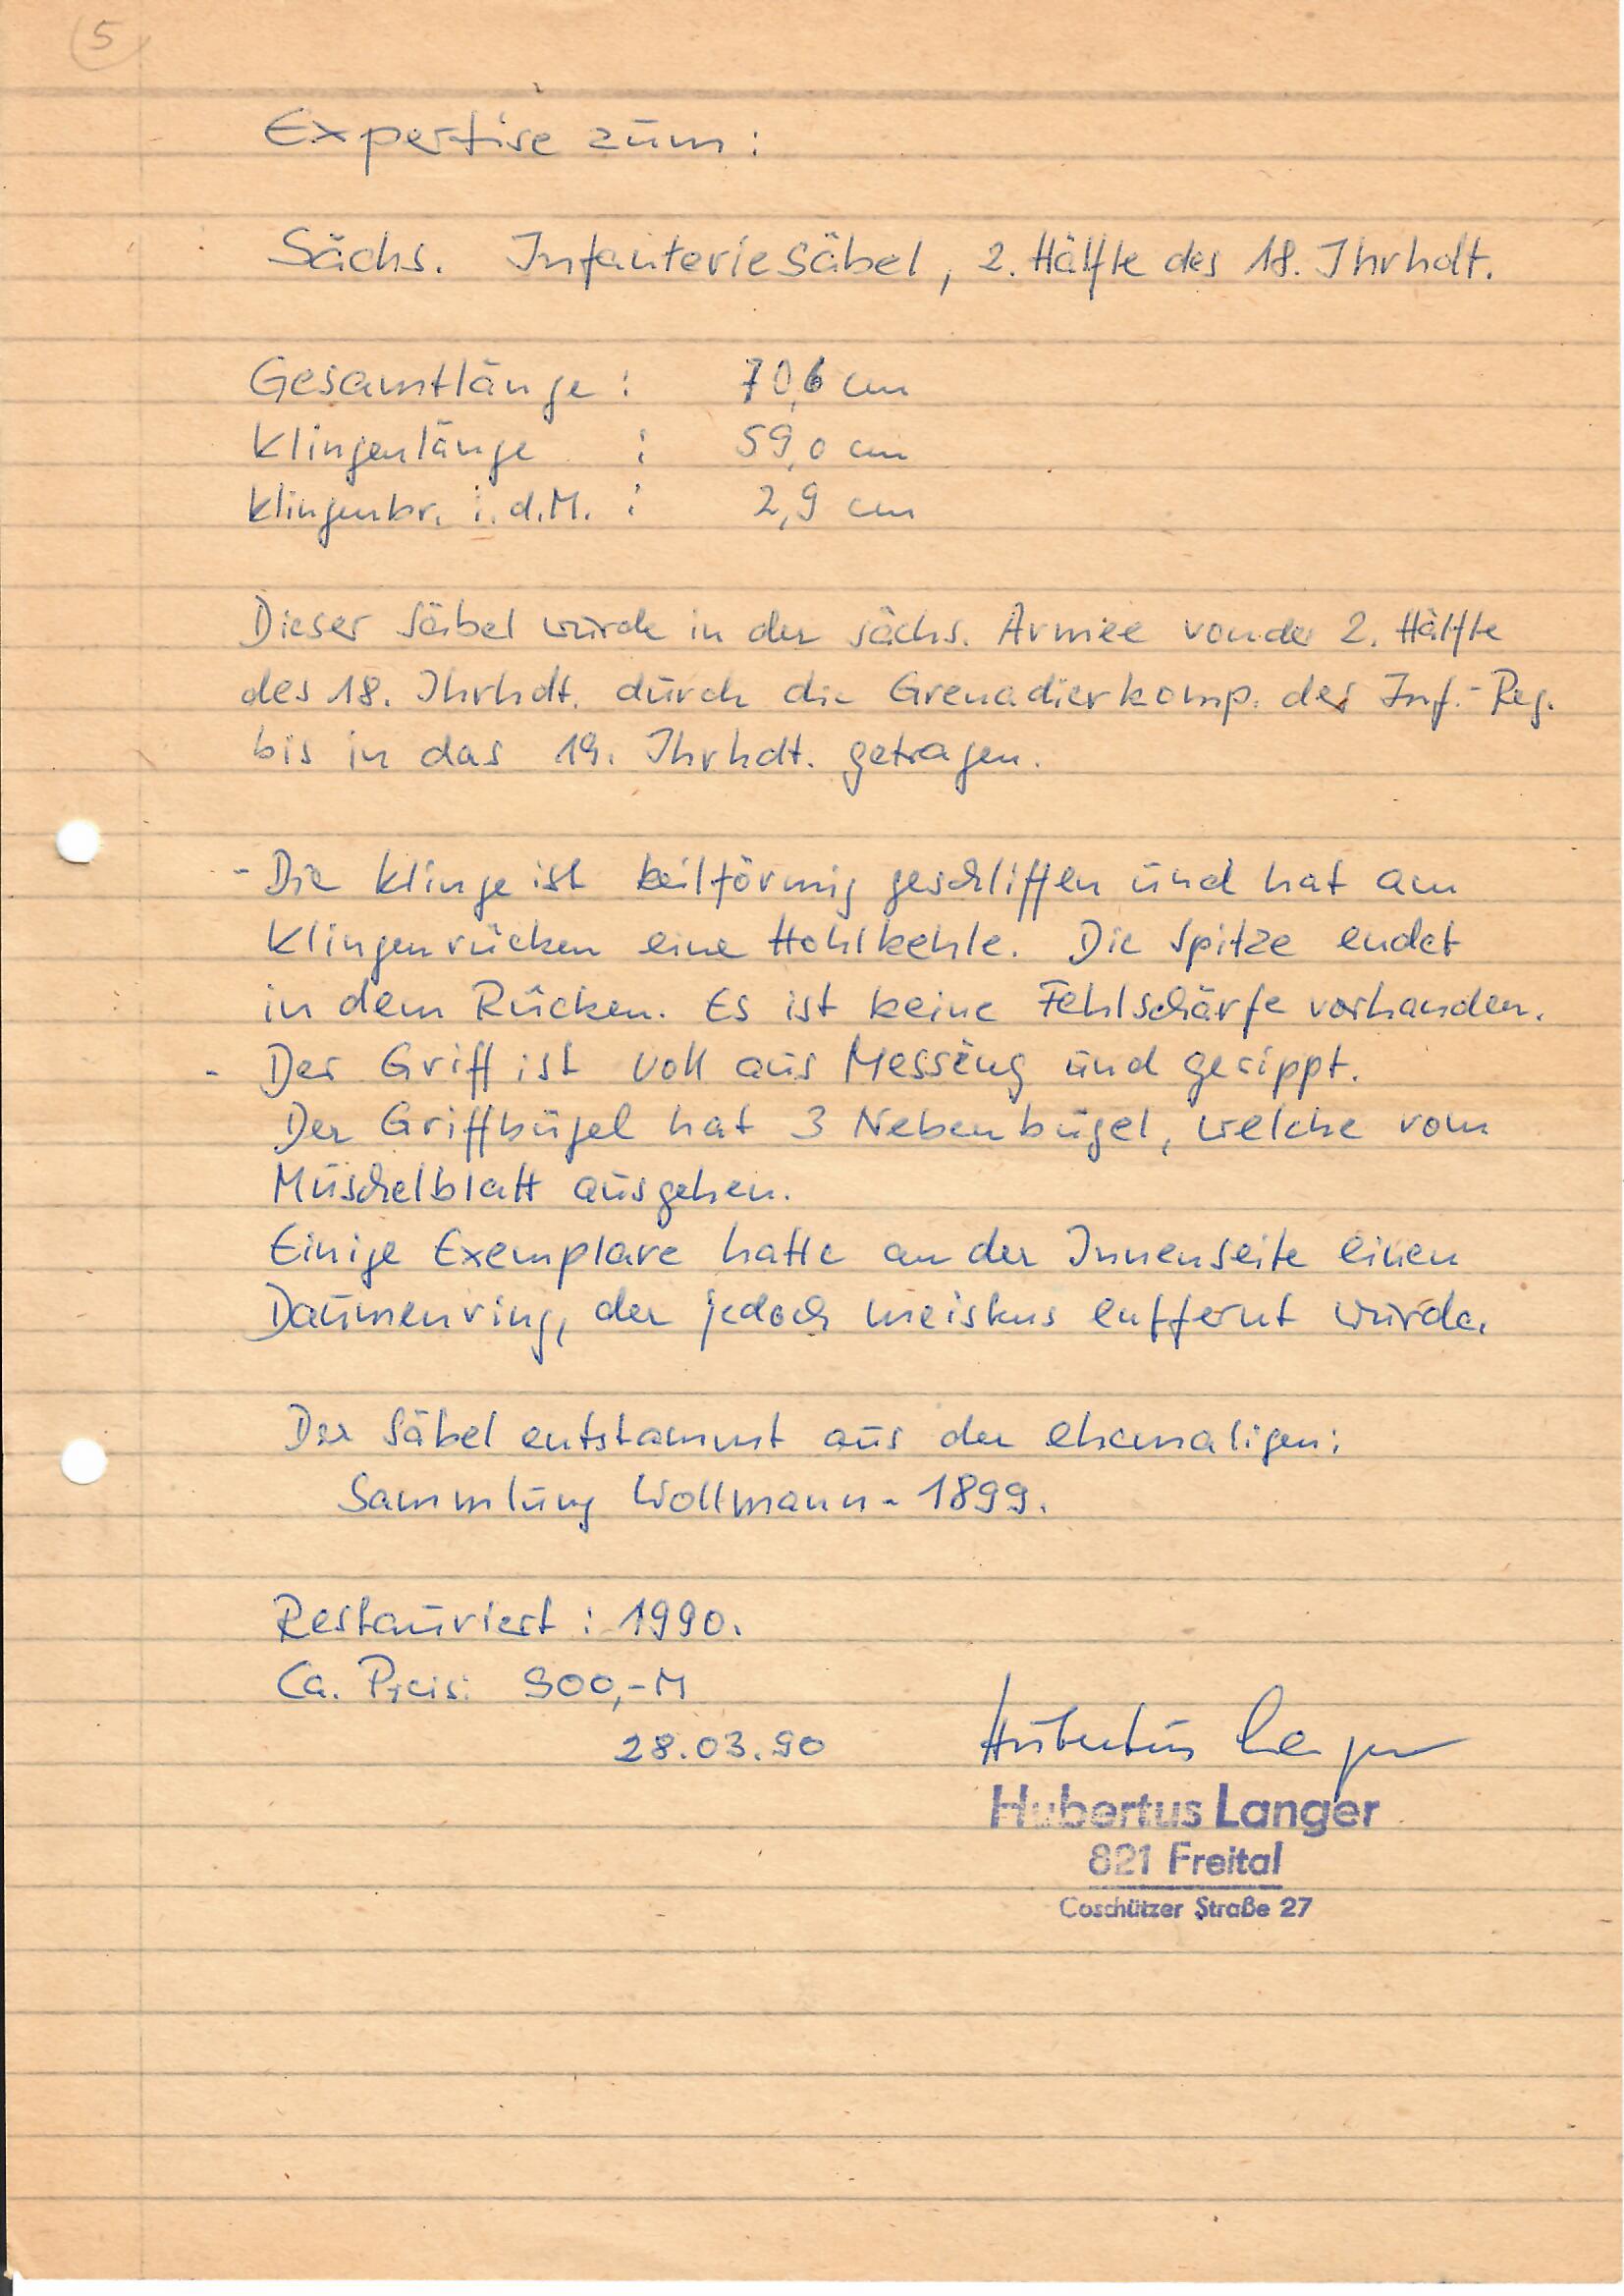 5
Expertise zum:
Sächs. Infanteriesäbel, 2. Hälfte des 18. Jhrhdt.
Gesamtlänge: 70,6 cm
Klingenlänge : 59,0 cm
Klingenbr. i.d.M. : 2,9 cm
Dieser Säbel wurde in der sächs. Armee von der 2. Hälfte
des 18. Jhrhdt. durch die Grenadierkomp. der Inf.-Reg.
bis in das 19. Jhrhdt. getragen.
- Die Klinge ist keilförmig geschliffen und hat am
Klingenrücken eine Hohlkehle. Die Spitze endet
in dem Rücken. Es ist keine Fehlschärfe vorhanden.
- Der Griff ist voll aus Messing und gerippt.
Der Griffbügel hat 3 Nebenbügel, welche vom
Muschelblatt ausgehen.
Einige Exemplare hatte an der Innenseite einen
Daumenring, der jedoch meistens entfernt wurde.
Der Säbel entstammt aus der ehemaligen:
Sammlung Wollmann - 1899.
Restauriert : 1990.
Ca. Preis: 900,-M
28.03.90 Hubertus Langer
Hubertus Langer
821 Freital
Coschützer Straße 27